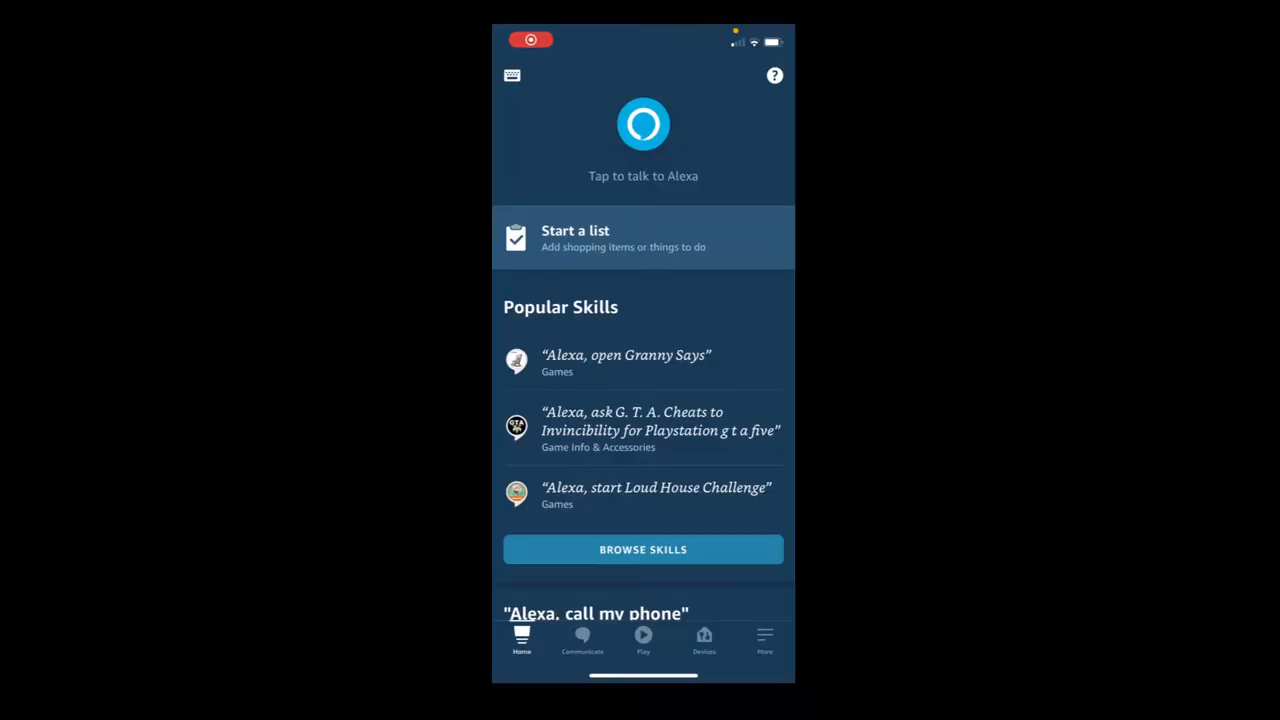 ?
Tap to talk to Alexa
Start a list
Add shopping items or things to do
Popular Skills
“Alexa, open Granny Says”
Games
GTA
“Alexa, ask G. T. A. Cheats to
Invincibility for Playstation g t a five”
Game Info & Accessories
“Alexa, start Loud House Challenge”
Games
BROWSE SKILLS
"Alexa, call my phone"
Home
Communicate
Play
Devices
More